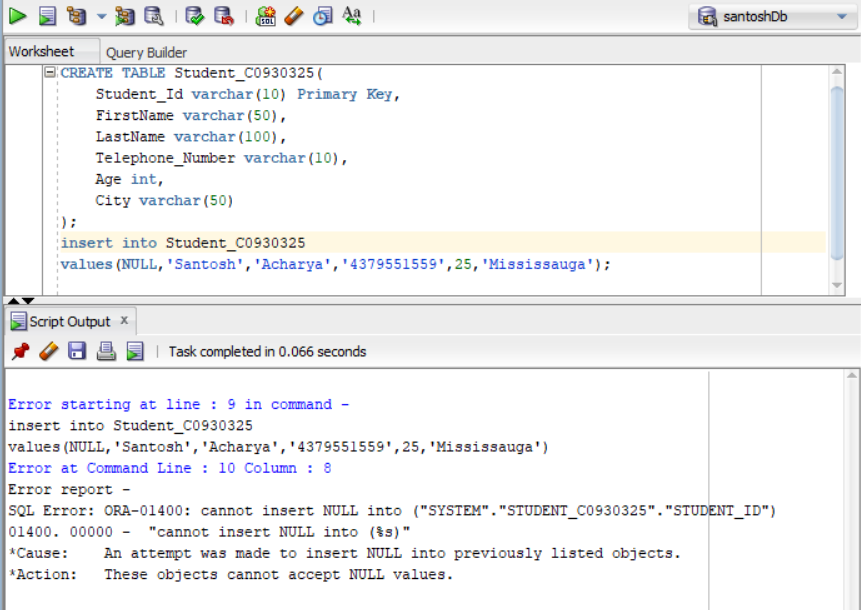 SQL
Aa
santoshDb
Worksheet Query Builder
CREATE TABLE Student_C0930325(
Student_Id varchar(10) Primary Key,
FirstName varchar(50),
LastName varchar(100),
Telephone_Number varchar(10),
Age int,
City varchar(50)
);
insert into Student_C0930325
values(NULL,'Santosh','Acharya','4379551559',25,'Mississauga');
Script Output x
Task completed in 0.066 seconds
Error starting at line : 9 in command -
insert into Student_C0930325
values(NULL,'Santosh','Acharya','4379551559',25,'Mississauga')
Error at Command Line : 10 Column : 8
Error report -
SQL Error: ORA-01400: cannot insert NULL into ("SYSTEM"."STUDENT_C0930325"."STUDENT_ID")
01400. 00000 - "cannot insert NULL into (%s)"
*Cause: An attempt was made to insert NULL into previously listed objects.
*Action: These objects cannot accept NULL values.